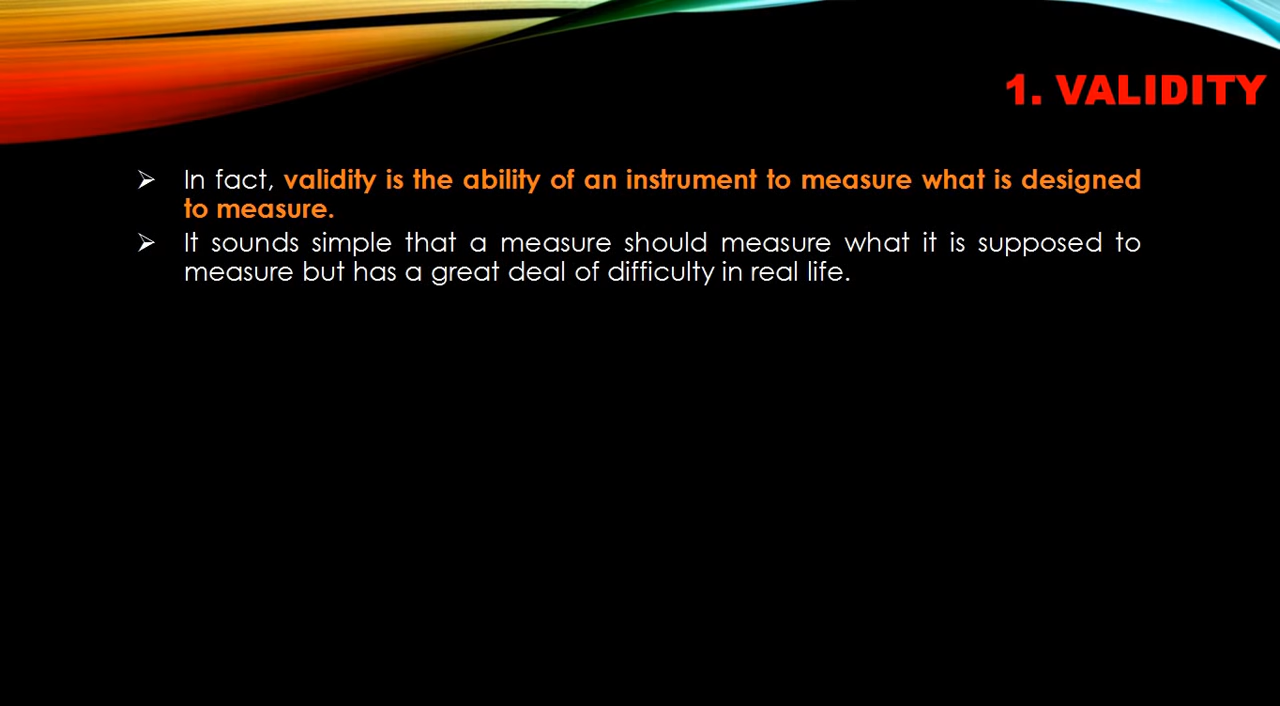 1. VALIDITY
➢ In fact, validity is the ability of an instrument to measure what is designed
to measure.
➢ It sounds simple that a measure should measure what it is supposed to
measure but has a great deal of difficulty in real life.